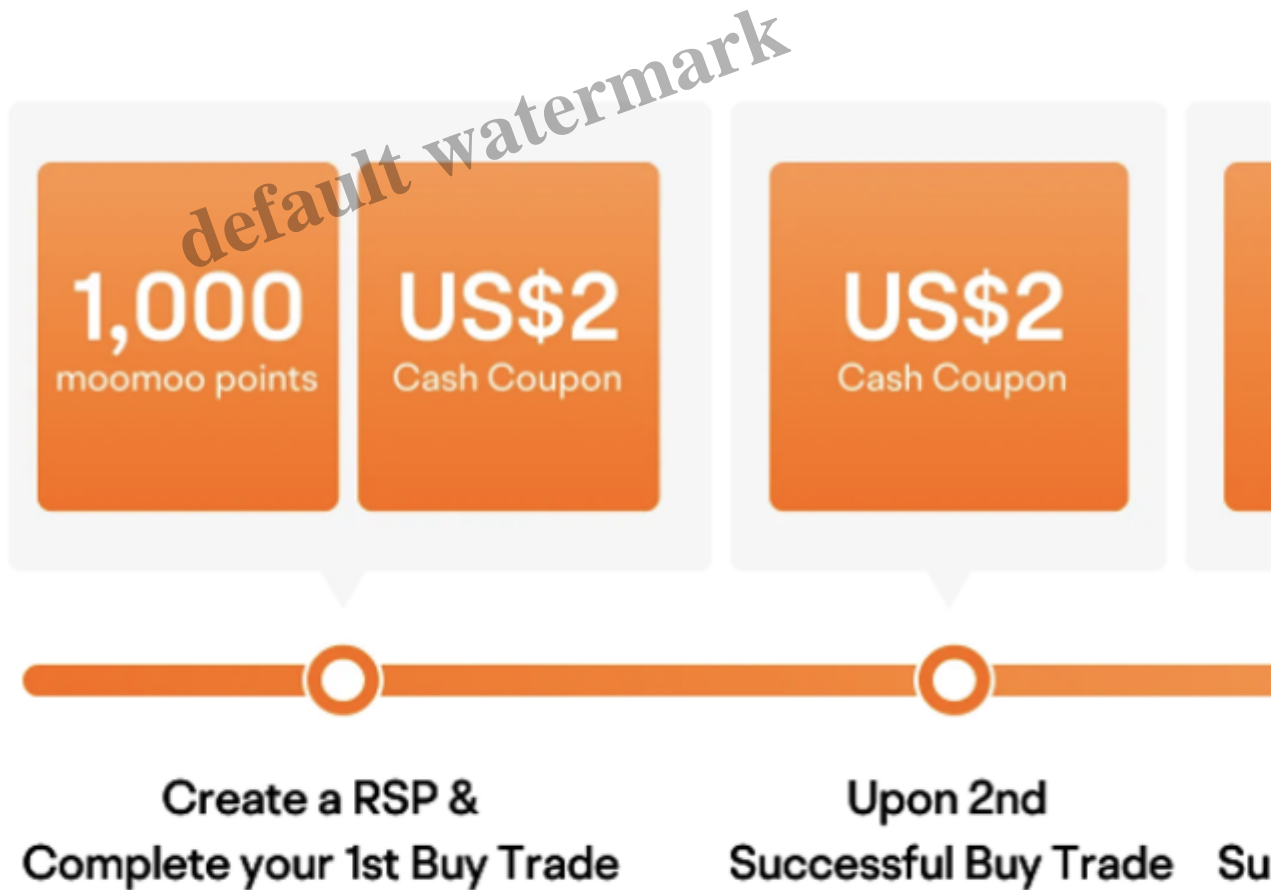 default watermark
1,000
moomoo points
US$2
Cash Coupon
US$2
Cash Coupon
Create a RSP &
Complete your 1st Buy Trade
Upon 2nd
Successful Buy Trade